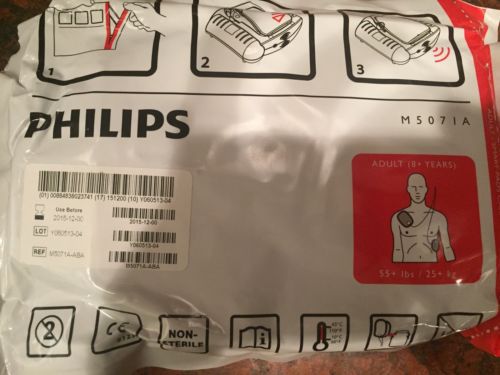 1
2
3
PHILIPS
M5071A
ADULT (8+ YEARS)
(01) 00884838023741 (17) 151200 (10) Y060513-04
Use Before
2015-12-00
2015-12-00
LOT Y060513-04
Y060513-04
REF M5071A-ABA
M5071A-ABA
55+ lbs / 25+ kg
2
CE
NON-
STERILE
i